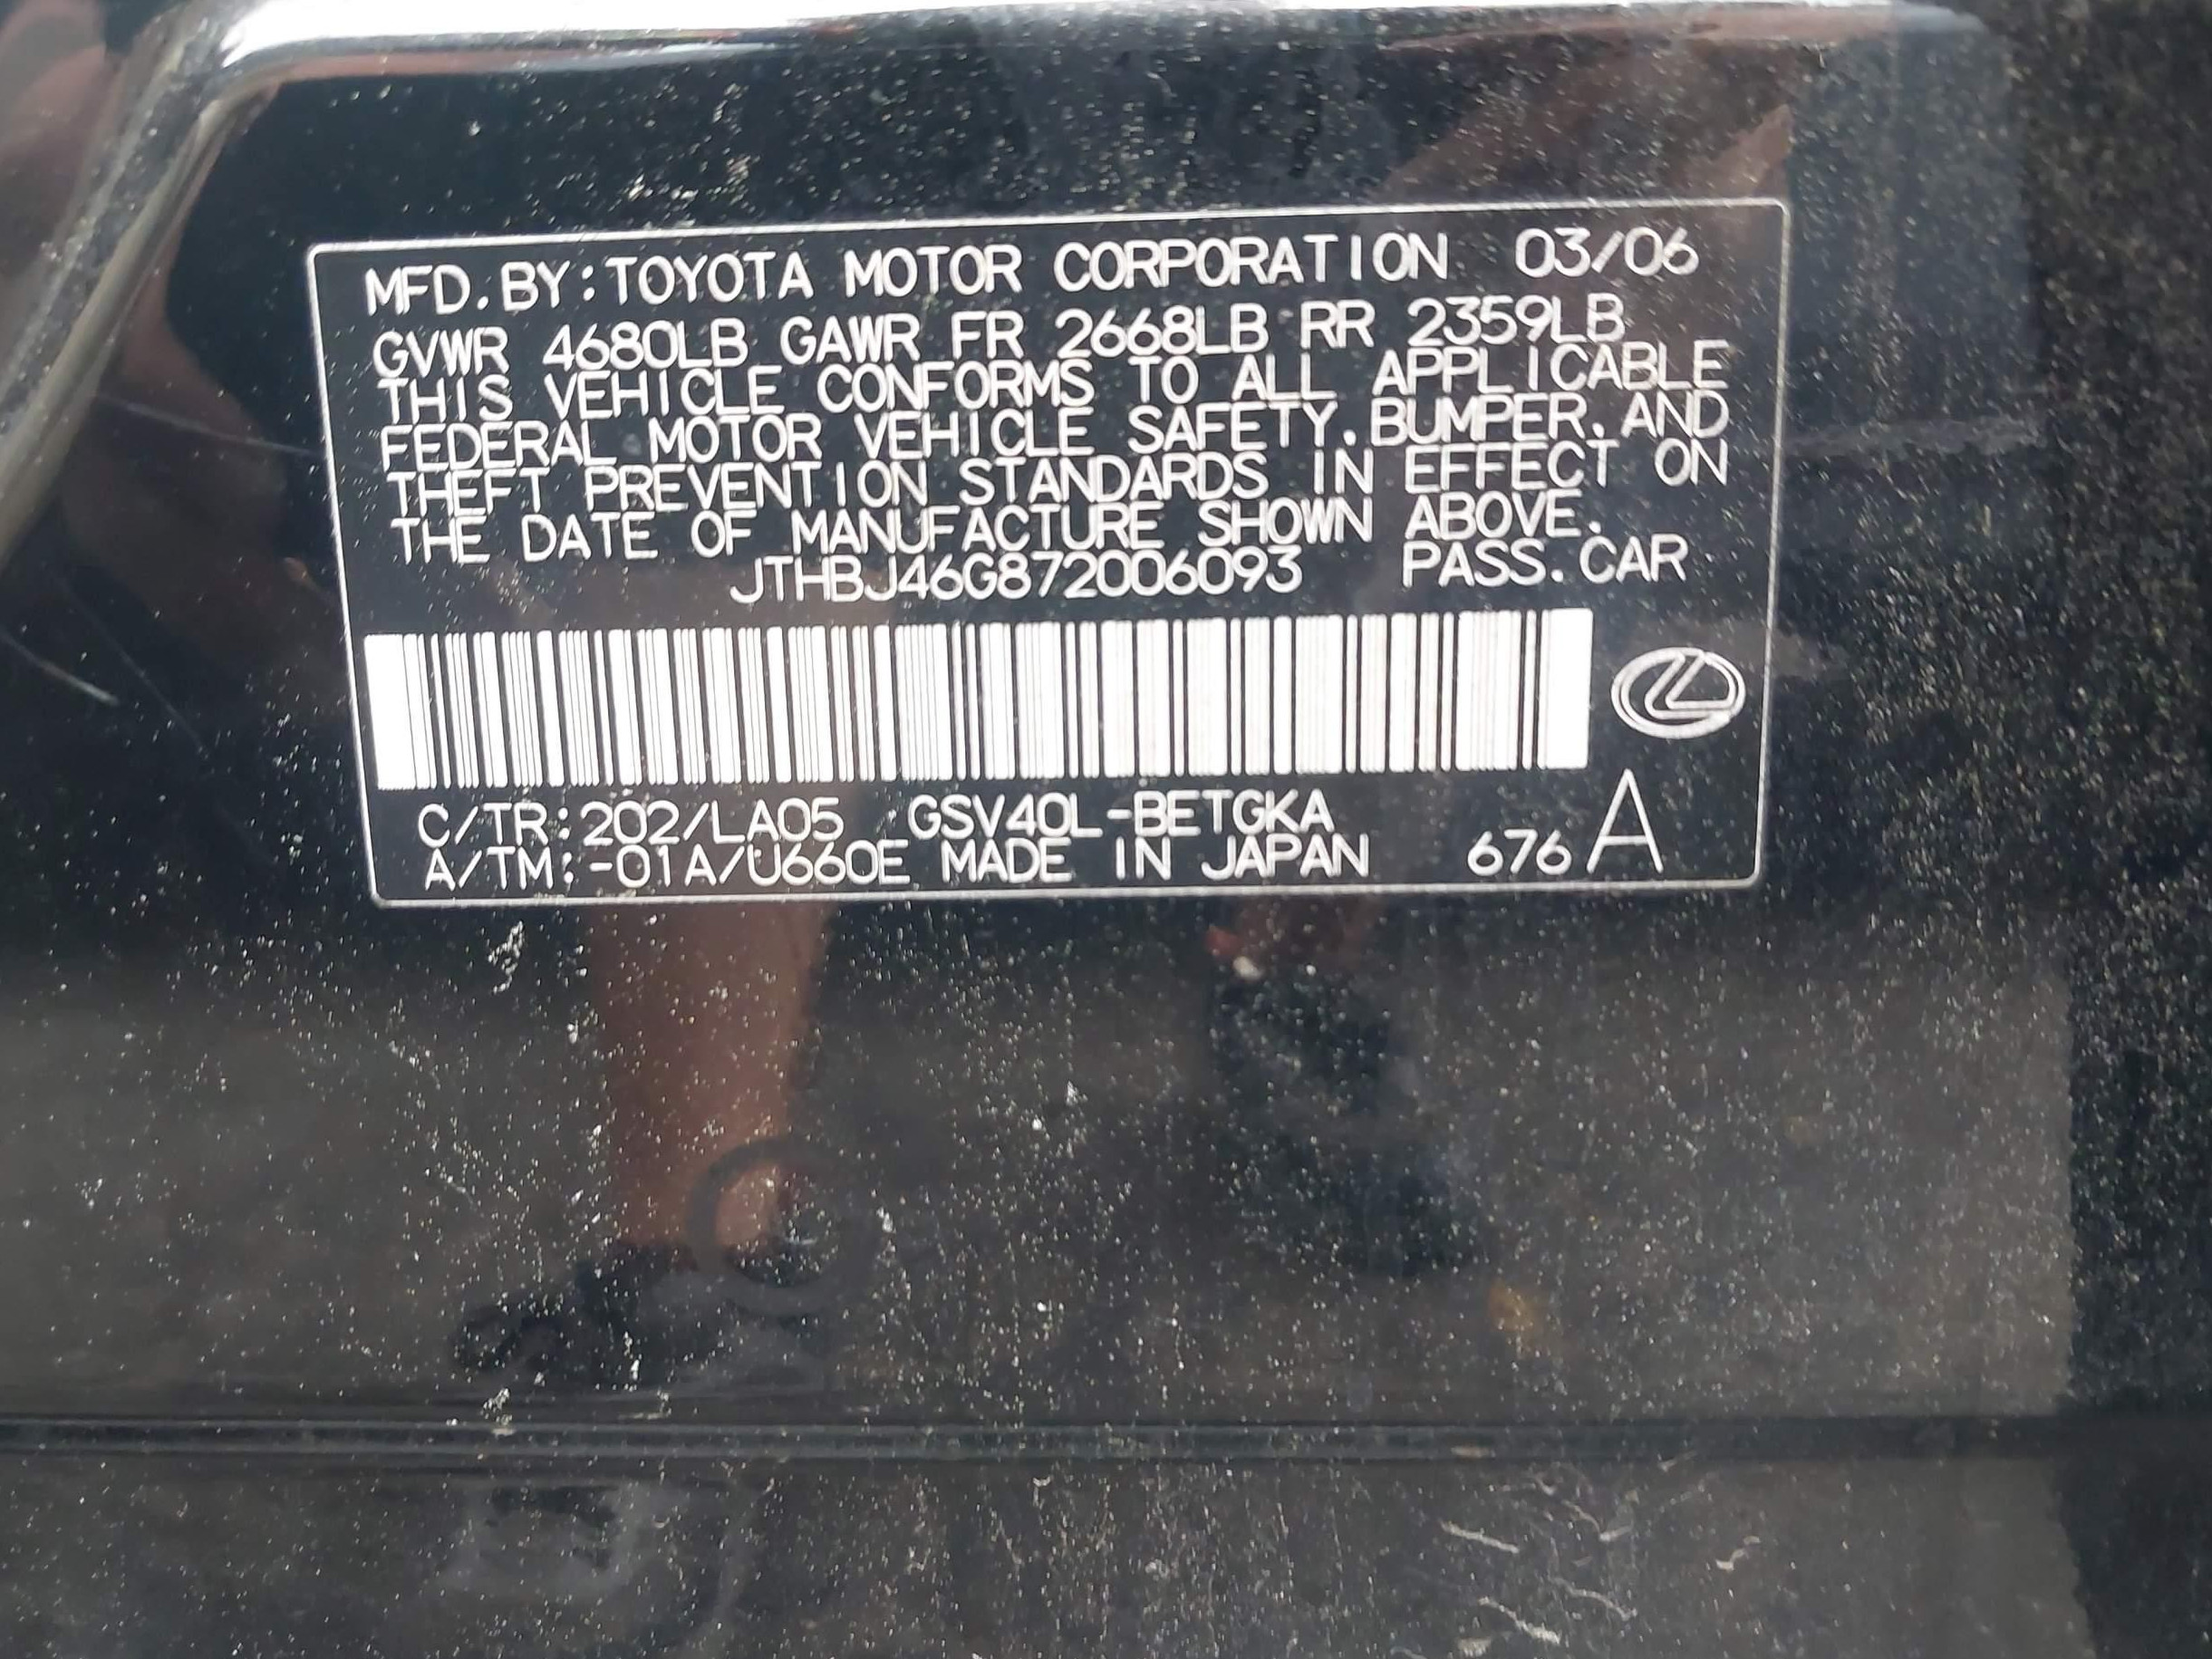 MFD.BY:TOYOTA MOTOR CORPORATION 03/06
GVWR 4680LB GAWR FR 2668LB RR 2359LB
THIS VEHICLE CONFORMS TO ALL APPLICABLE
FEDERAL MOTOR VEHICLE SAFETY.BUMPER.AND
THEFT PREVENTION STANDARDS IN EFFECT ON
THE DATE OF MANUFACTURE SHOWN ABOVE.
JTHBJ46G872006093 PASS.CAR
C/TR:202/LA05 GSV40L-BETGKA
A/TM:-01A/U660E MADE IN JAPAN 676 A